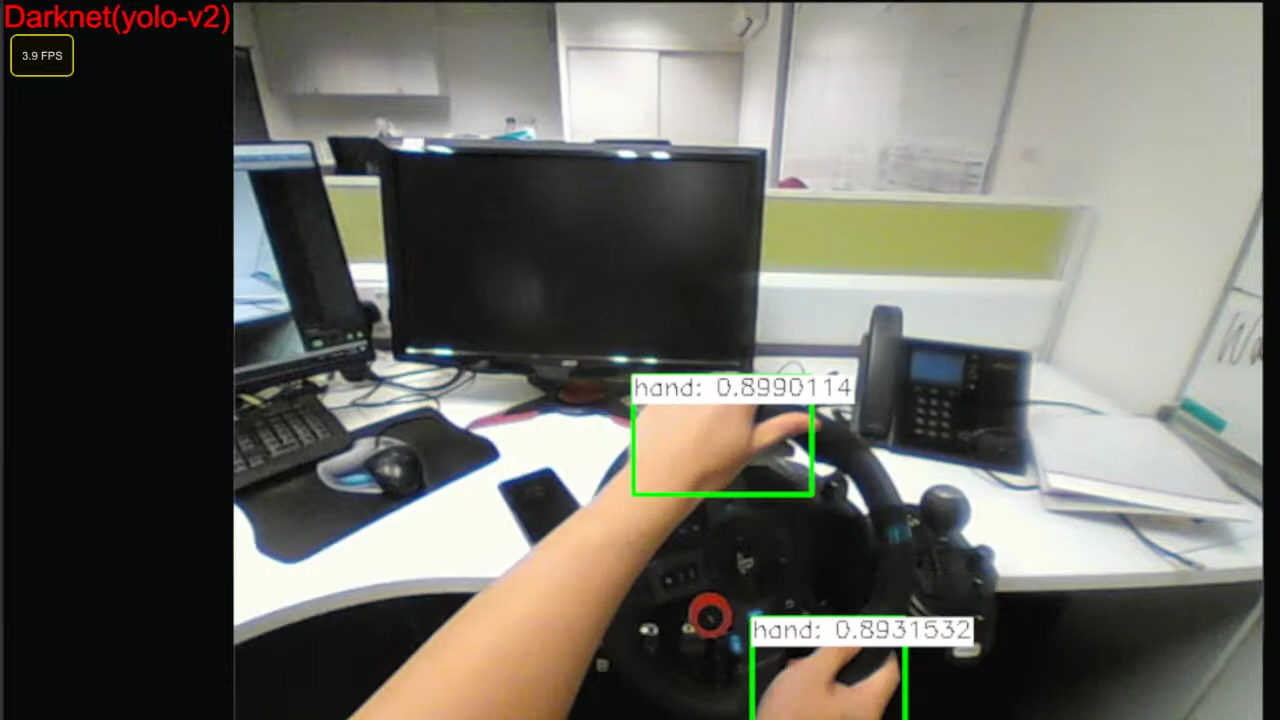 Darknet(yolo-v2)
3.9 FPS
hand: 0.8990114
hand: 0.8931532